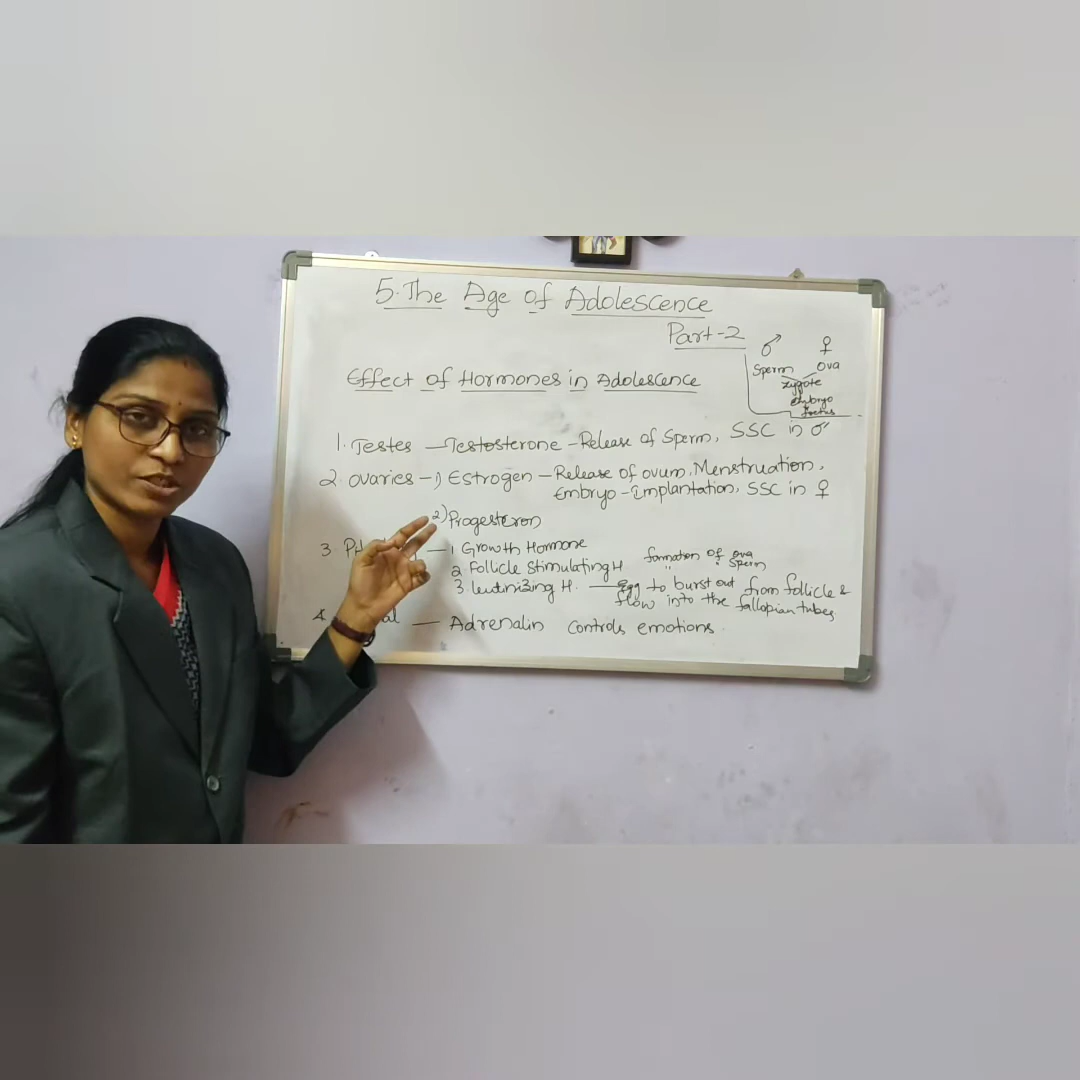 5. The Age of Adolescence
Part-2
♂ ♀
Sperm ova
zygote
embryo
foetus
Effect of Hormones in Adolescence
1. Testes — Testosterone - Release of Sperm, SSC in ♂
2. ovaries - 1) Estrogen - Release of ovum, Menstruation,
Embryo - Implantation, SSC in ♀
2) Progesteron
3. — 1. Growth Hormone
2. Follicle Stimulating H formation of ova
" " Sperm
3. leutinizing H. — Egg to burst out from follicle &
flow into the fallopian tubes
4. al — Adrenalin controls emotions.